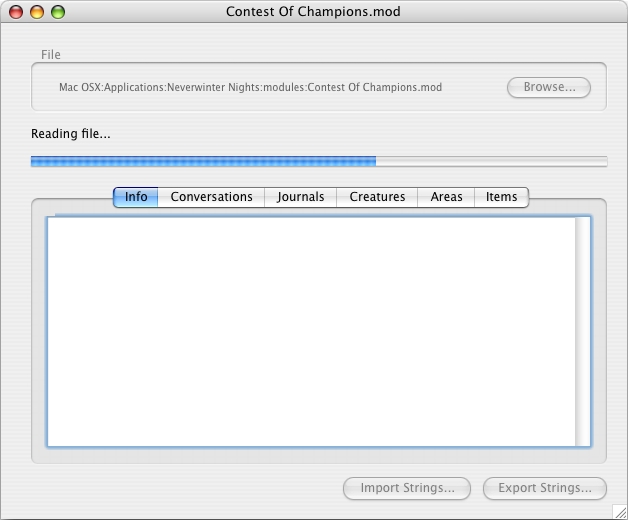 Contest Of Champions.mod
File
Mac OSX:Applications:Neverwinter Nights:modules:Contest Of Champions.mod
Browse...
Reading file...
Info Conversations Journals Creatures Areas Items
Import Strings... Export Strings...